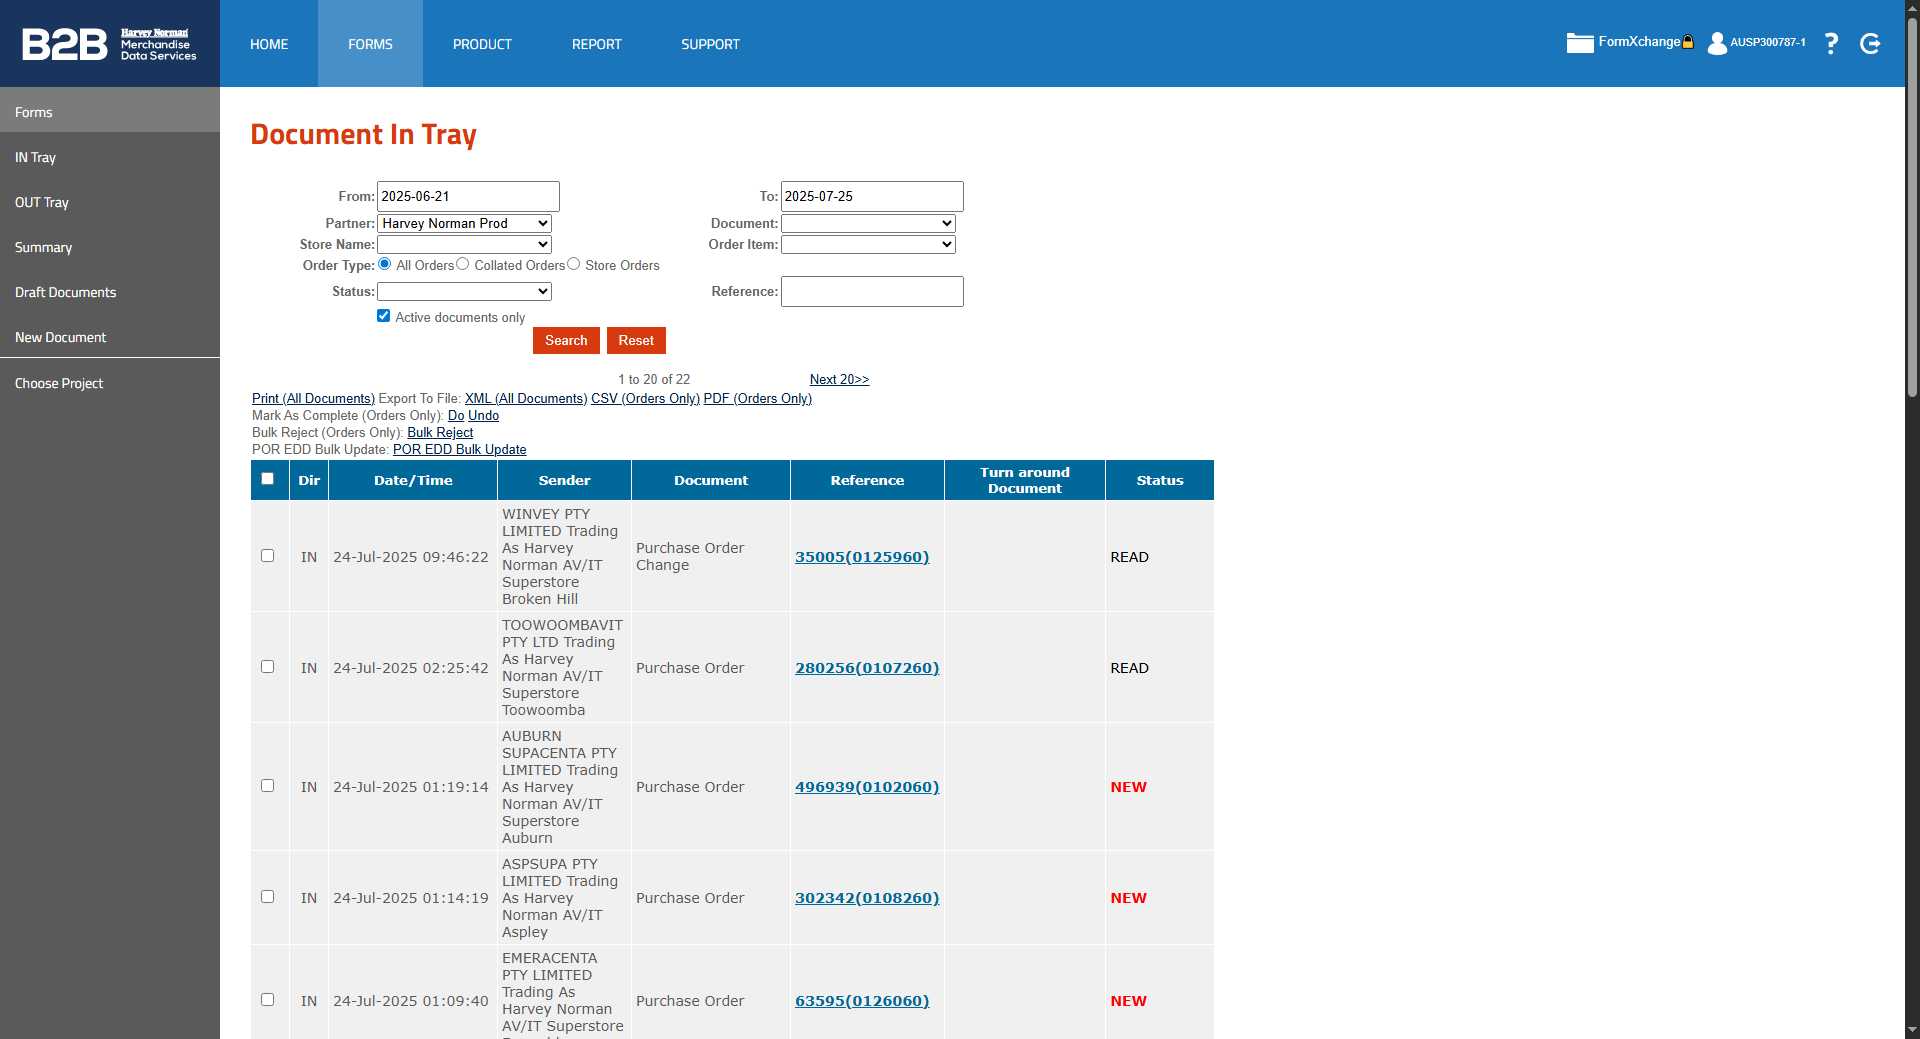 B2B Harvey Norman
Merchandise
Data Services
HOME FORMS PRODUCT REPORT SUPPORT
FormXchange AUSP300787-1 ?
Forms
IN Tray
OUT Tray
Summary
Draft Documents
New Document
Choose Project
Document In Tray
From: 2025-06-21 To: 2025-07-25
Partner: Harvey Norman Prod Document:
Store Name: Order Item:
Order Type: All Orders Collated Orders Store Orders
Status: Reference:
Active documents only
Search Reset
1 to 20 of 22 Next 20>>
Print (All Documents) Export To File: XML (All Documents) CSV (Orders Only) PDF (Orders Only)
Mark As Complete (Orders Only): Do Undo
Bulk Reject (Orders Only): Bulk Reject
POR EDD Bulk Update: POR EDD Bulk Update
Dir Date/Time Sender Document Reference Turn around
Document Status
WINVEY PTY
LIMITED Trading
As Harvey
Norman AV/IT
Superstore
Broken Hill
IN 24-Jul-2025 09:46:22 Purchase Order
Change 35005(0125960) READ
TOOWOOMBAVIT
PTY LTD Trading
As Harvey
Norman AV/IT
Superstore
Toowoomba
IN 24-Jul-2025 02:25:42 Purchase Order 280256(0107260) READ
AUBURN
SUPACENTA PTY
LIMITED Trading
As Harvey
Norman AV/IT
Superstore
Auburn
IN 24-Jul-2025 01:19:14 Purchase Order 496939(0102060) NEW
ASPSUPA PTY
LIMITED Trading
As Harvey
Norman AV/IT
Aspley
IN 24-Jul-2025 01:14:19 Purchase Order 302342(0108260) NEW
EMERACENTA
PTY LIMITED
Trading As
Harvey Norman
AV/IT Superstore
IN 24-Jul-2025 01:09:40 Purchase Order 63595(0126060) NEW